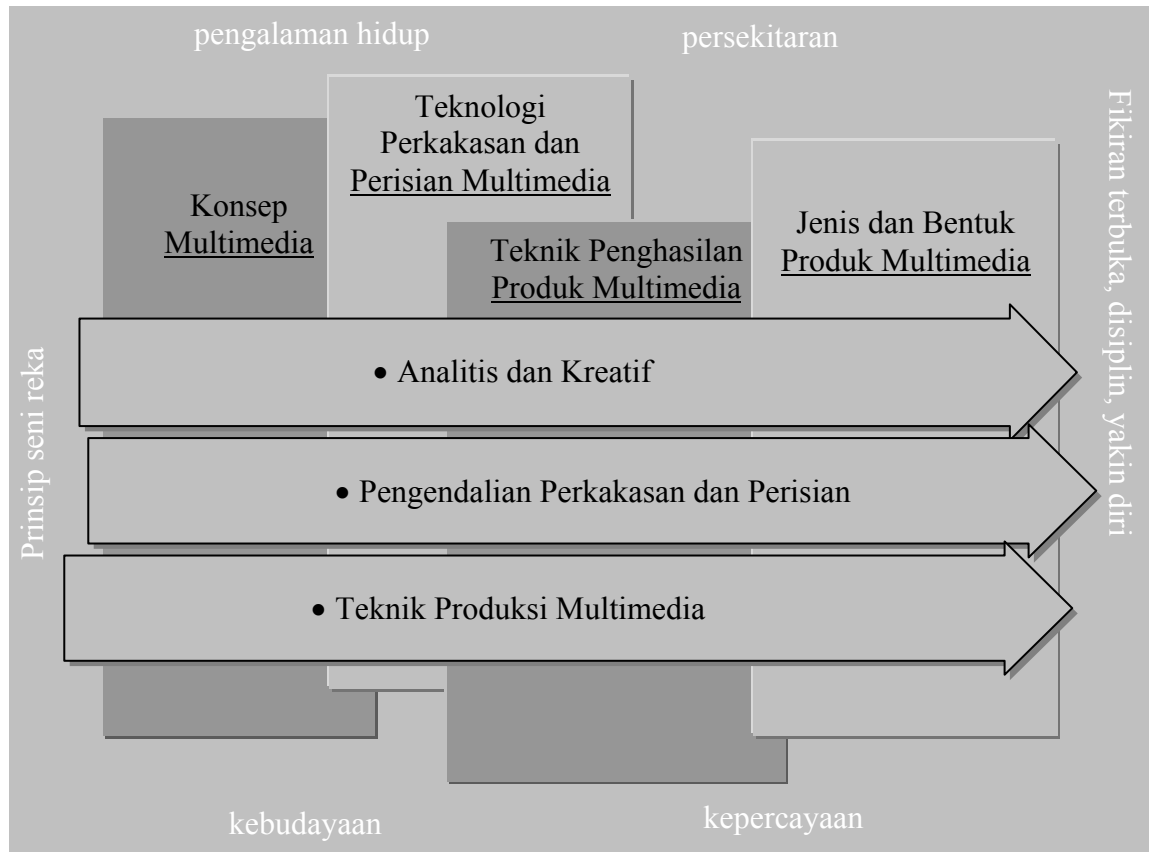 pengalaman hidup
persekitaran
Teknologi
Perkakasan dan
Perisian Multimedia
Konsep
Multimedia
Teknik Penghasilan
Produk Multimedia
Jenis dan Bentuk
Produk Multimedia
Fikiran terbuka, disiplin, yakin diri
Prinsip seni reka
• Analitis dan Kreatif
• Pengendalian Perkakasan dan Perisian
• Teknik Produksi Multimedia
kebudayaan
kepercayaan